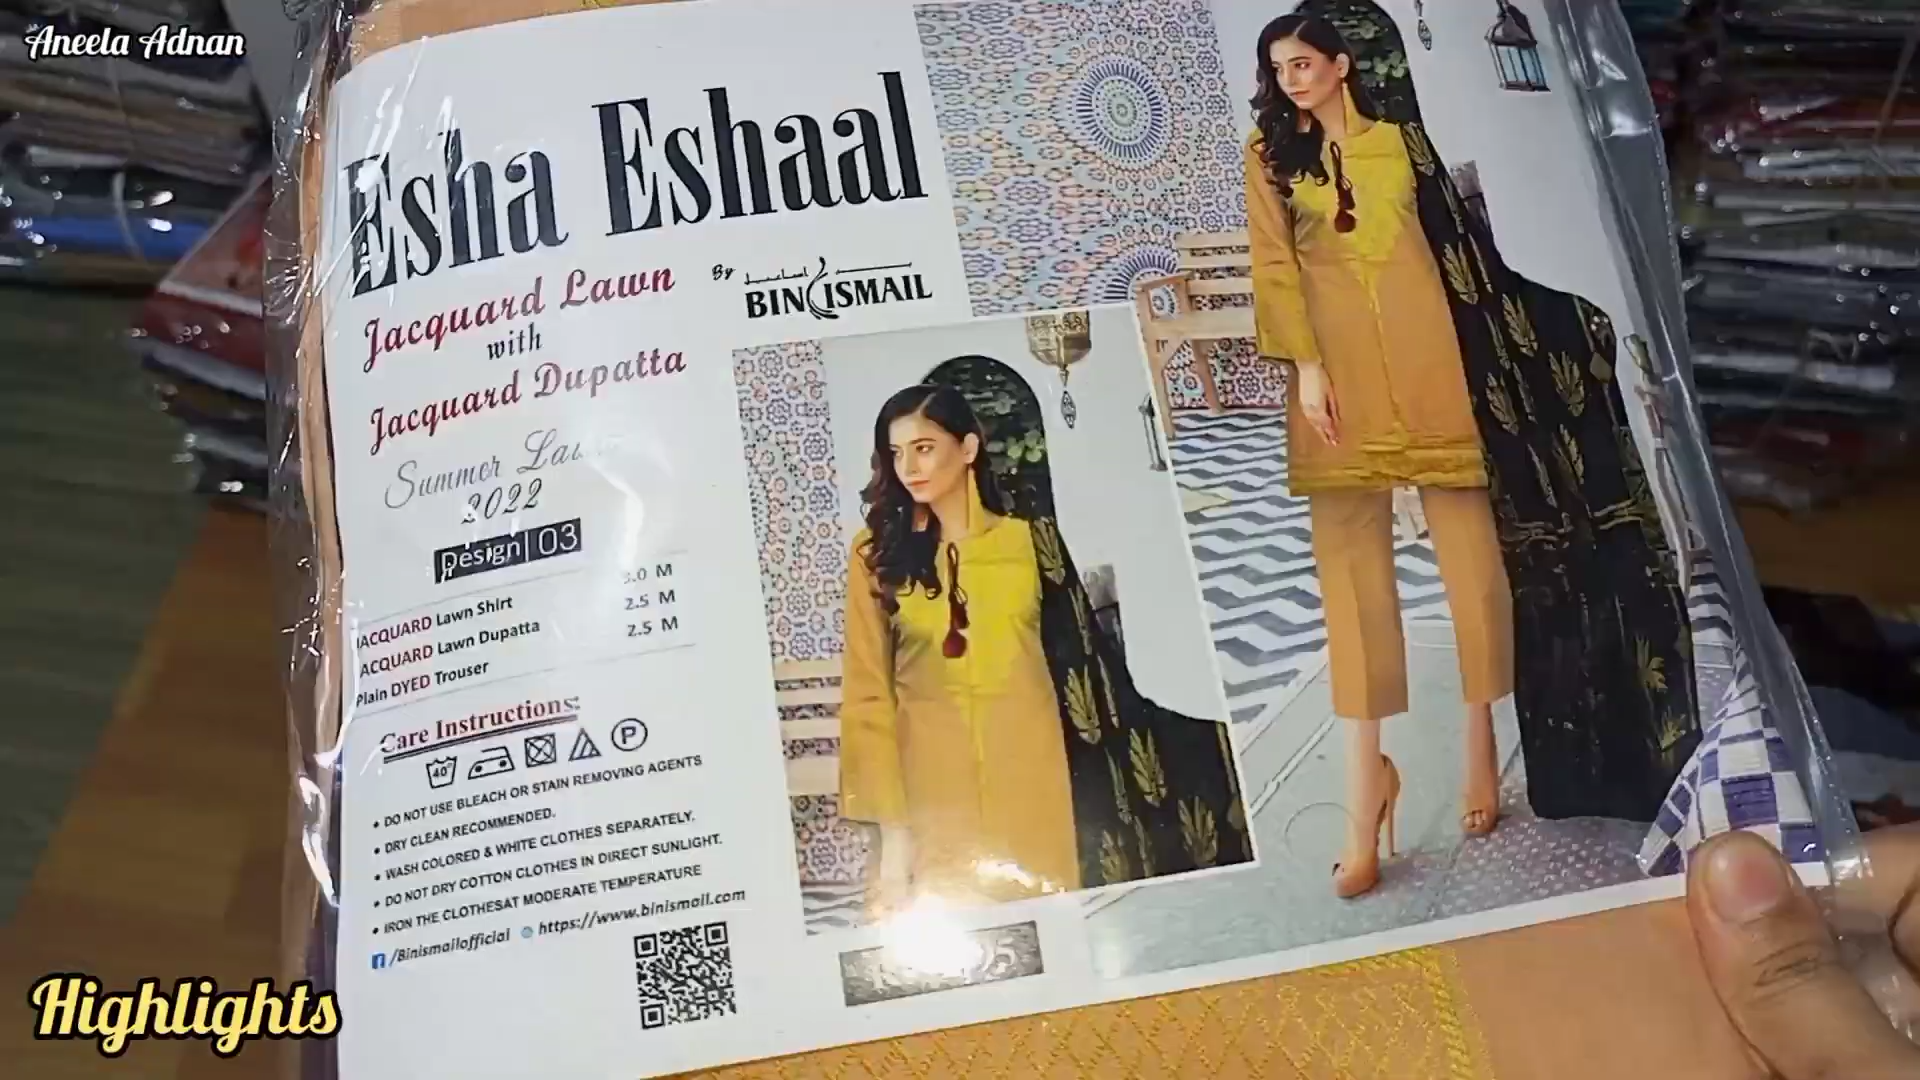 Aneela Adnan
Esha Eshaal
Jacquard Lawn
with
Jacquard Dupatta
By BIN ISMAIL
Summer
2022
Design 03
JACQUARD Lawn Shirt
JACQUARD Lawn Dupatta 2.5 M
Plain DYED Trouser 2.5 M
Care Instructions:
40°
P
• DO NOT USE BLEACH OR STAIN REMOVING AGENTS
• DRY CLEAN RECOMMENDED.
• WASH COLORED & WHITE CLOTHES SEPARATELY.
• DO NOT DRY COTTON CLOTHES IN DIRECT SUNLIGHT.
• IRON THE CLOTHESAT MODERATE TEMPERATURE
/Binismailofficial https://www.binismail.com
Highlights